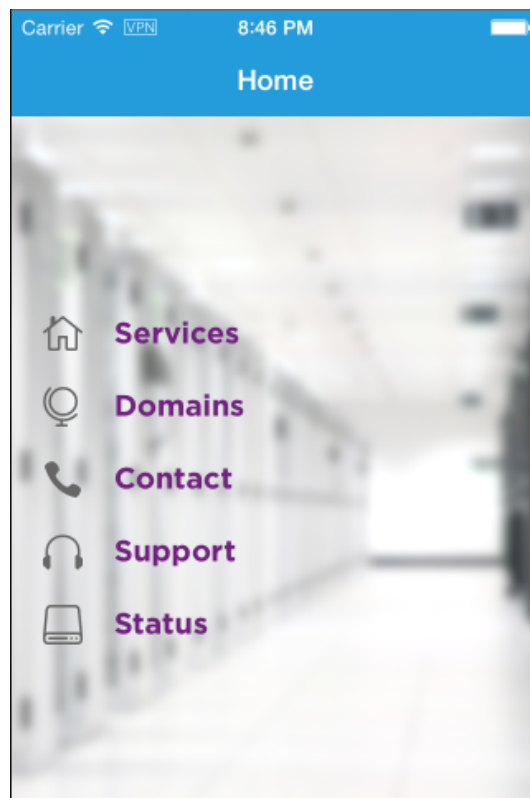 Carrier VPN 8:46 PM
Home
Services
Domains
Contact
Support
Status